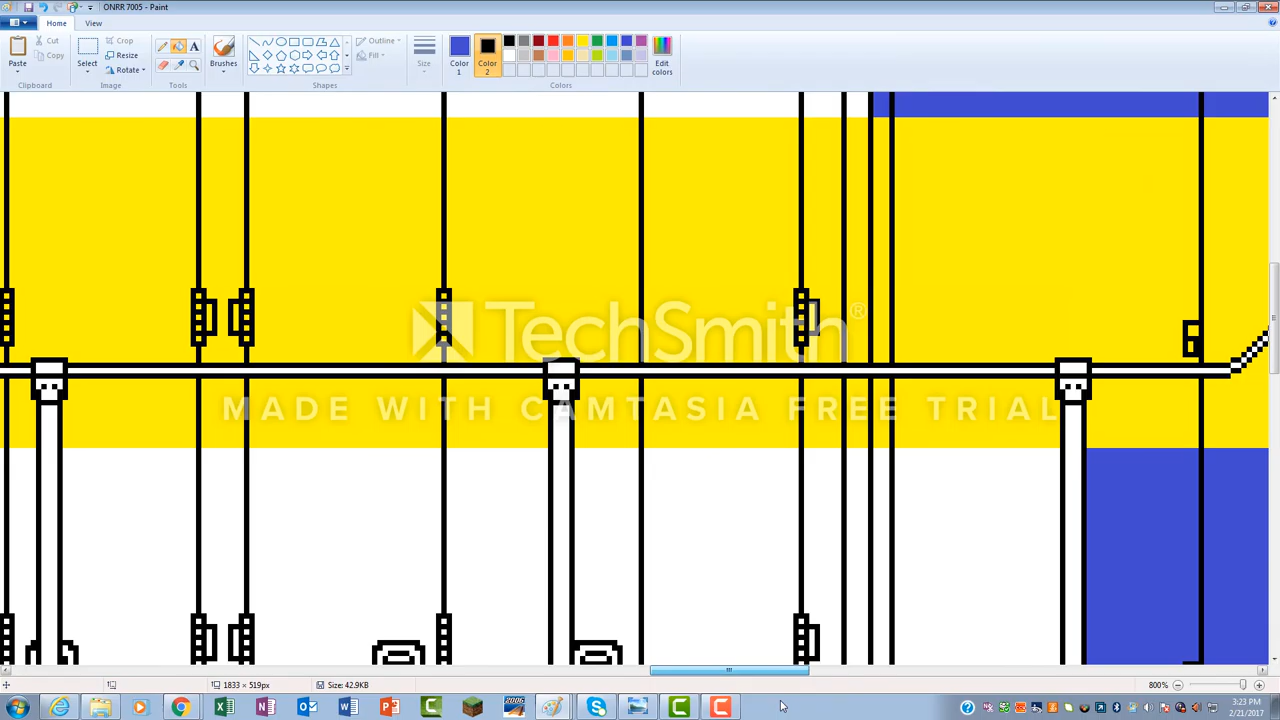 ONRR 7005 - Paint
Home
View
Paste
Cut
Copy
Clipboard
Select
Crop
Resize
Rotate
Image
A
Tools
Brushes
Shapes
Outline
Fill
Size
Color 1
Color 2
Colors
Edit colors
TechSmith®
MADE WITH CAMTASIA FREE TRIAL
1833 × 519px
Size: 42.9KB
800%
3:23 PM
2/21/2017